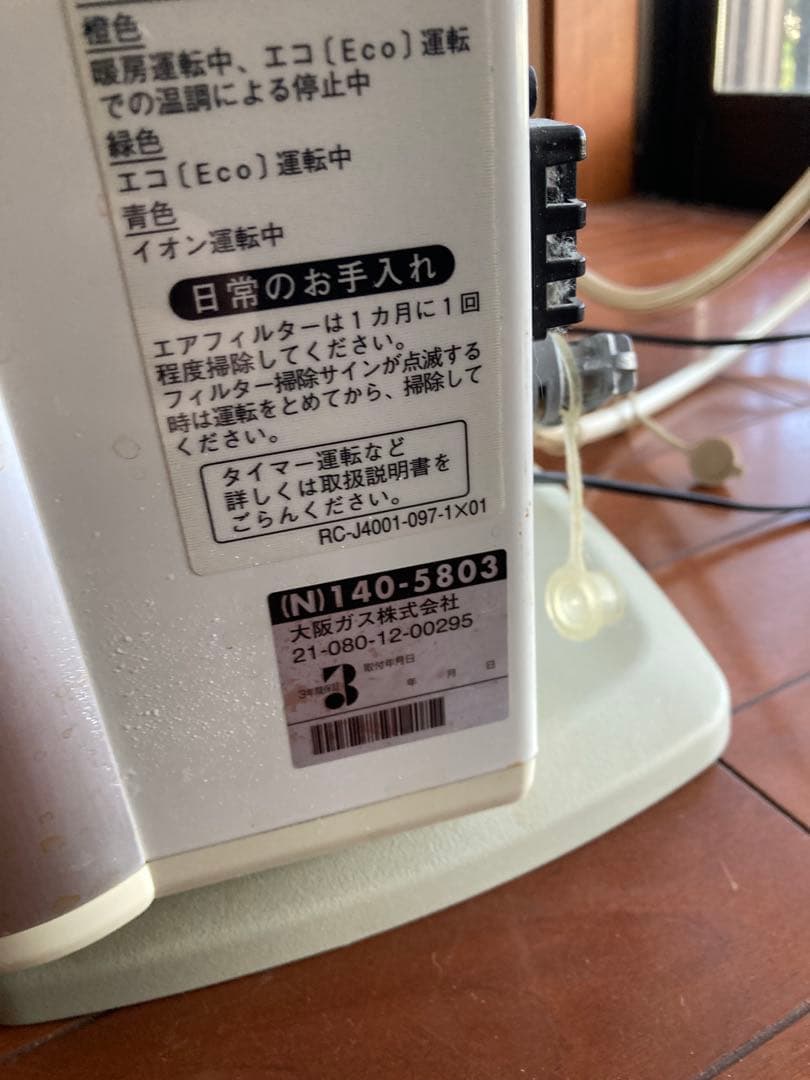 橙色
暖房運転中、エコ〔Eco〕運転
での温調による停止中
緑色
エコ〔Eco〕運転中
青色
イオン運転中
日常のお手入れ
エアフィルターは1カ月に1回
程度掃除してください。
フィルター掃除サインが点滅する
時は運転をとめてから、掃除して
ください。
タイマー運転など
詳しくは取扱説明書を
ごらんください。
RC-J4001-097-1×01
(N)140-5803
大阪ガス株式会社
21-080-12-00295
3年間保証 3 取付年月日
年 月 日